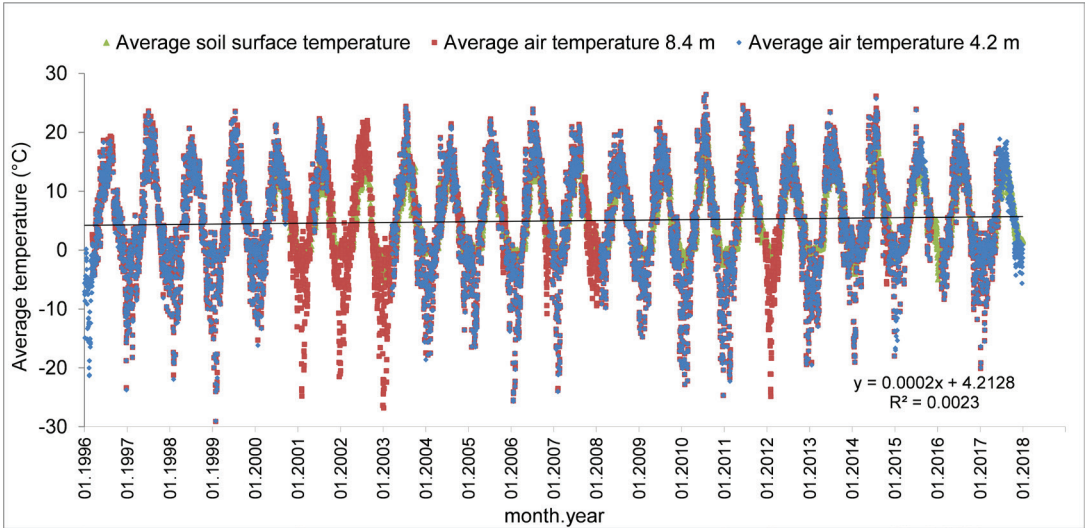 Average soil surface temperature Average air temperature 8.4 m Average air temperature 4.2 m
Average temperature (°C)
30
20
10
0
-10
-20
-30
y = 0.0002x + 4.2128
R² = 0.0023
01.1996 01.1997 01.1998 01.1999 01.2000 01.2001 01.2002 01.2003 01.2004 01.2005 01.2006 01.2007 01.2008 01.2009 01.2010 01.2011 01.2012 01.2013 01.2014 01.2015 01.2016 01.2017 01.2018
month.year